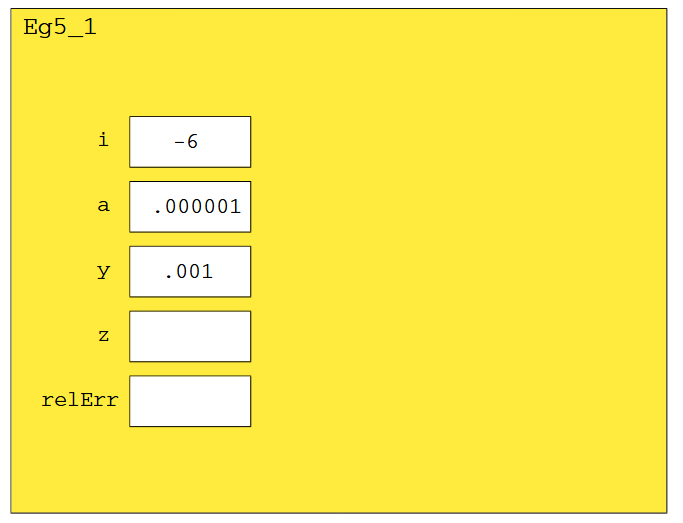 Eg5_1
i -6
a .000001
y .001
z
relErr